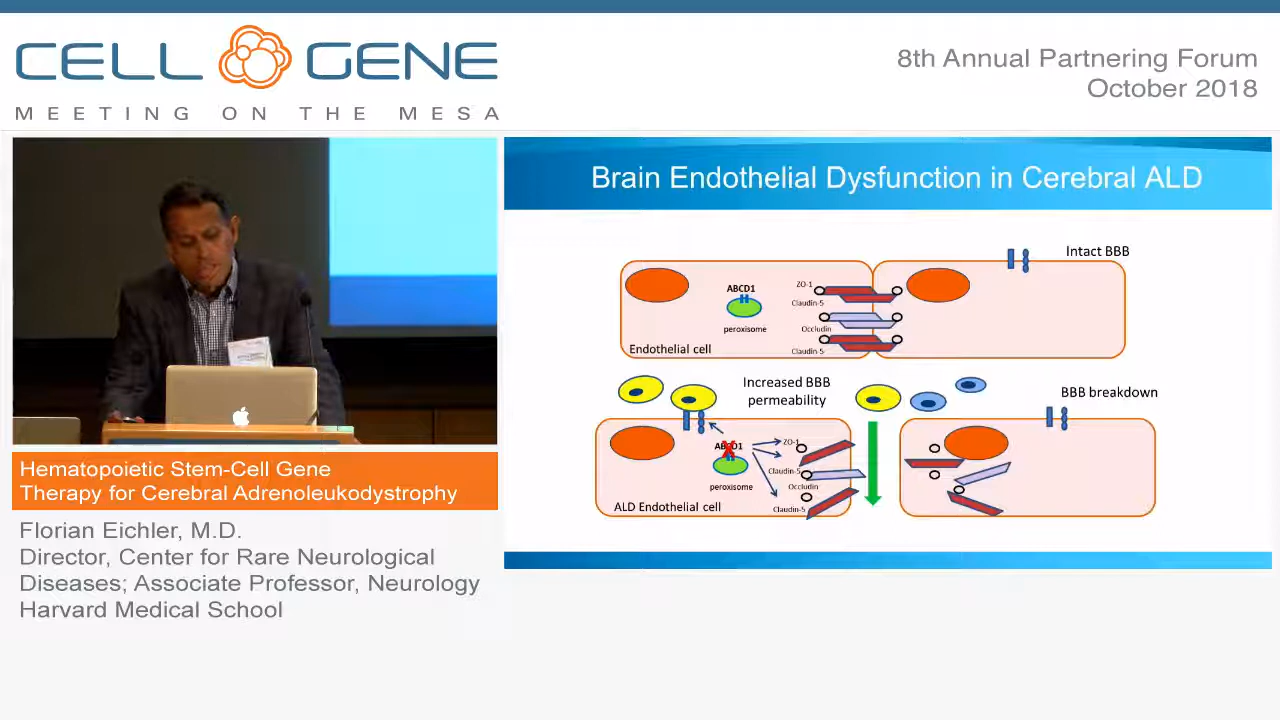 CELL GENE
MEETING ON THE MESA
8th Annual Partnering Forum
October 2018
Brain Endothelial Dysfunction in Cerebral ALD
Intact BBB
ABCD1
peroxisome
ZO-1
Claudin-5
Occludin
Claudin-5
Endothelial cell
Increased BBB
permeability
BBB breakdown
ABCD1
peroxisome
ZO-1
Claudin-5
Occludin
Claudin-5
ALD Endothelial cell
Hematopoietic Stem-Cell Gene
Therapy for Cerebral Adrenoleukodystrophy
Florian Eichler, M.D.
Director, Center for Rare Neurological
Diseases; Associate Professor, Neurology
Harvard Medical School